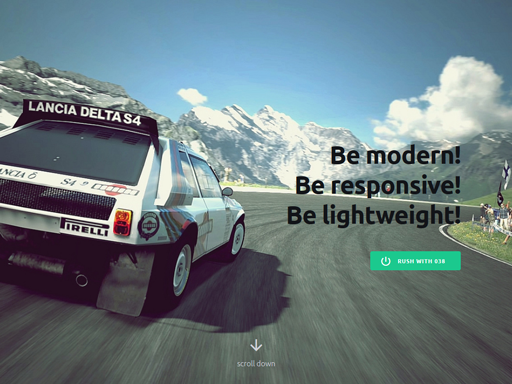 LANCIA DELTA S4
LANCIA
S4
PIRELLI
Be modern!
Be responsive!
Be lightweight!
RUSH WITH 038
scroll down